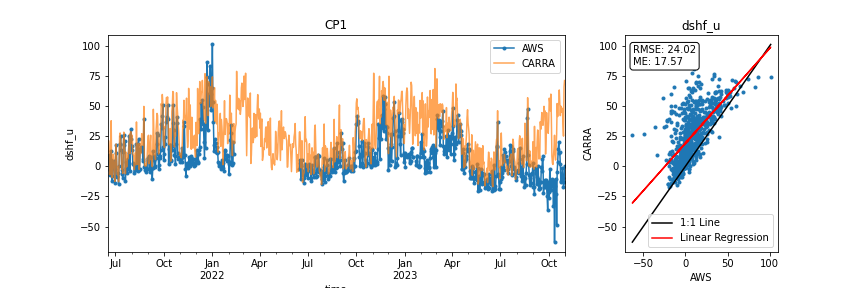 CP1
dshf_u
100
75
50
25
0
−25
−50
AWS
CARRA
Jul
Oct
Jan
2022
Apr
Jul
Oct
Jan
2023
Apr
Jul
Oct
dshf_u
CARRA
100
75
50
25
0
−25
−50
RMSE: 24.02
ME: 17.57
1:1 Line
Linear Regression
−50
0
50
100
AWS